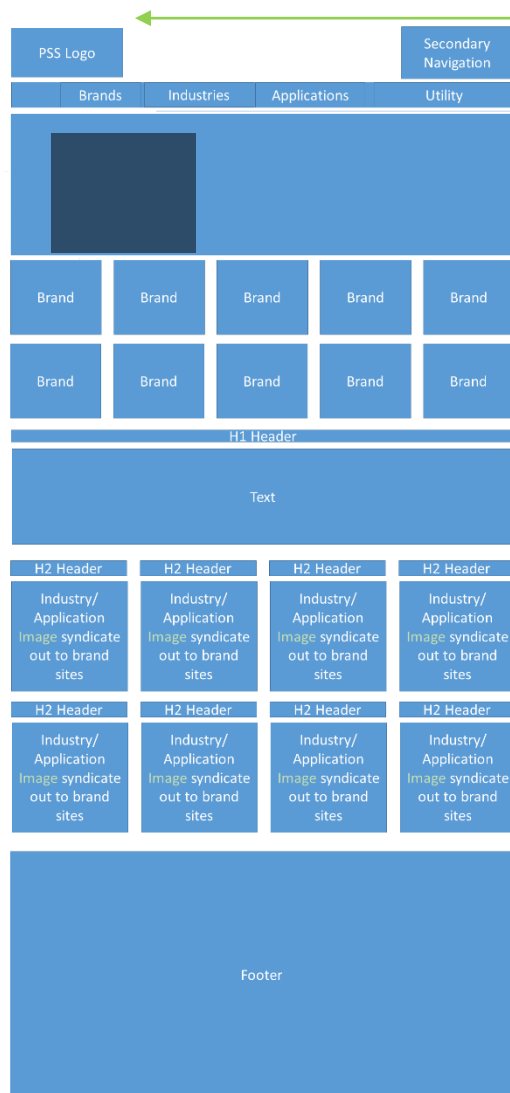 PSS Logo
Secondary
Navigation
Brands Industries Applications Utility
Brand Brand Brand Brand Brand
Brand Brand Brand Brand Brand
H1 Header
Text
H2 Header H2 Header H2 Header H2 Header
Industry/ Industry/ Industry/ Industry/
Application Application Application Application
Image syndicate Image syndicate Image syndicate Image syndicate
out to brand out to brand out to brand out to brand
sites sites sites sites
H2 Header H2 Header H2 Header H2 Header
Industry/ Industry/ Industry/ Industry/
Application Application Application Application
Image syndicate Image syndicate Image syndicate Image syndicate
out to brand out to brand out to brand out to brand
sites sites sites sites
Footer